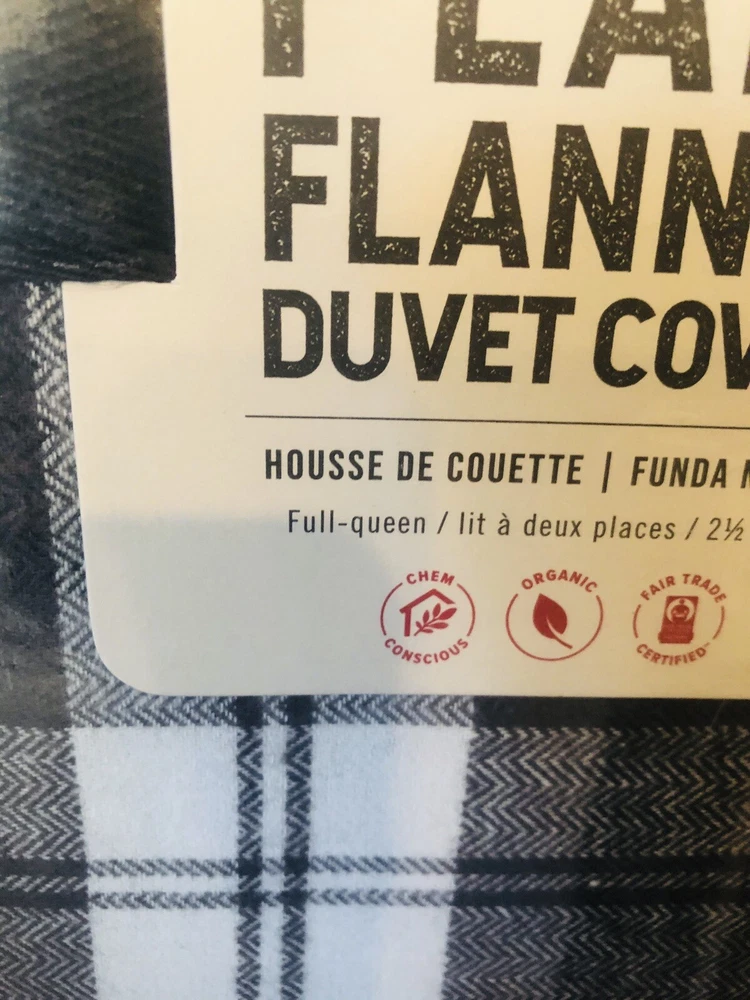 FLANN
DUVET COV
HOUSSE DE COUETTE | FUNDA
Full-queen / lit à deux places / 2½
CHEM CONSCIOUS
ORGANIC
FAIR TRADE CERTIFIED™